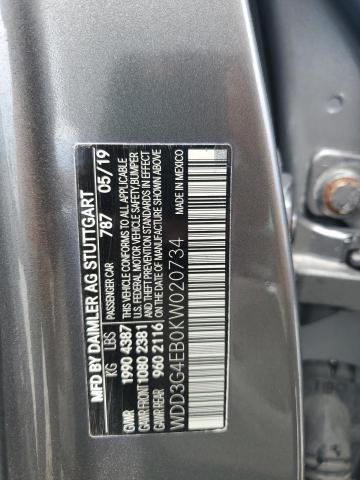 MFD BY DAIMLER AG STUTTGART
PASSENGER CAR 787 05/19
KG LBS
GVWR 1990 4387
GAWR FRONT 1080 2381
GAWR REAR 960 2116
THIS VEHICLE CONFORMS TO ALL APPLICABLE
U.S. FEDERAL MOTOR VEHICLE SAFETY, BUMPER
AND THEFT PREVENTION STANDARDS IN EFFECT
ON THE DATE OF MANUFACTURE SHOWN ABOVE
WDD3G4EB0KW020734
MADE IN MEXICO